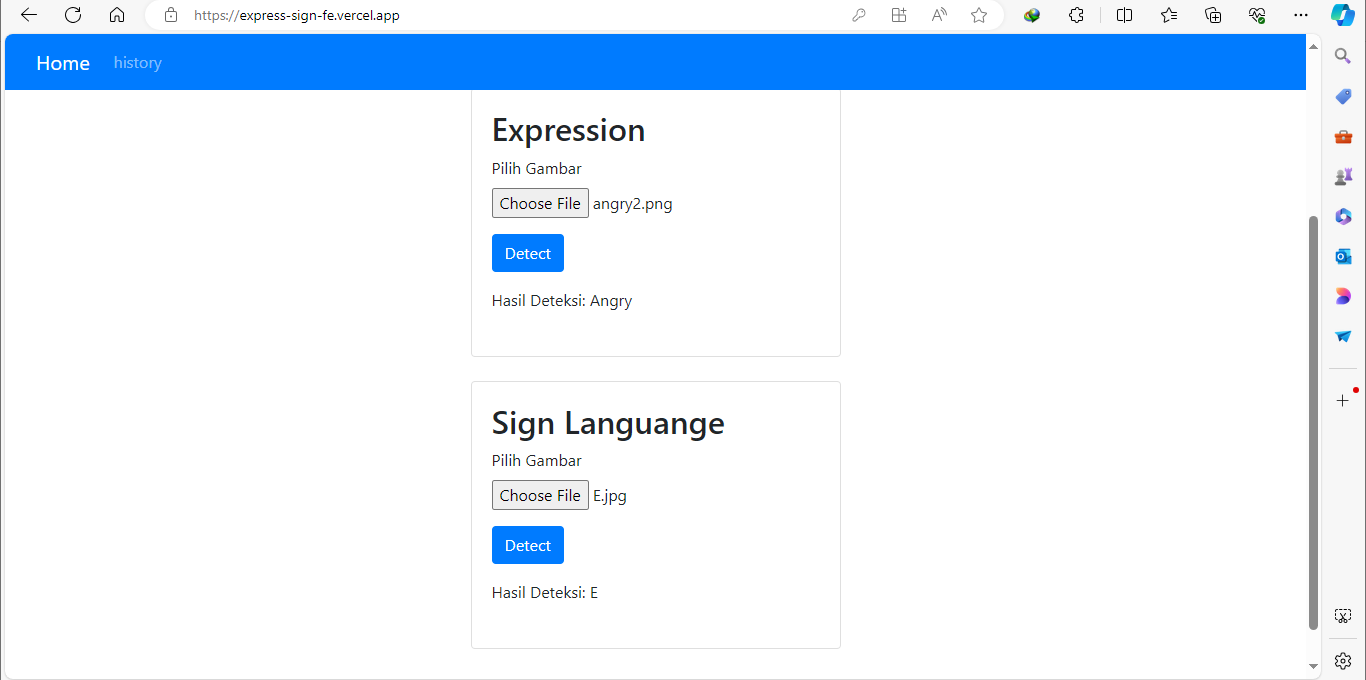 https://express-sign-fe.vercel.app
Home history
Expression
Pilih Gambar
Choose File angry2.png
Detect
Hasil Deteksi: Angry
Sign Languange
Pilih Gambar
Choose File E.jpg
Detect
Hasil Deteksi: E